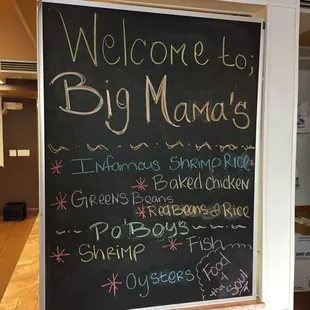 Welcome to;
Big Mama's
* Infamous Shrimp Rice *
* Baked Chicken
* Greens Beans
* Red Beans & Rice
~ Po'Boys ~
* Shrimp * Fish
* Oysters
Food
4
tha
Soul